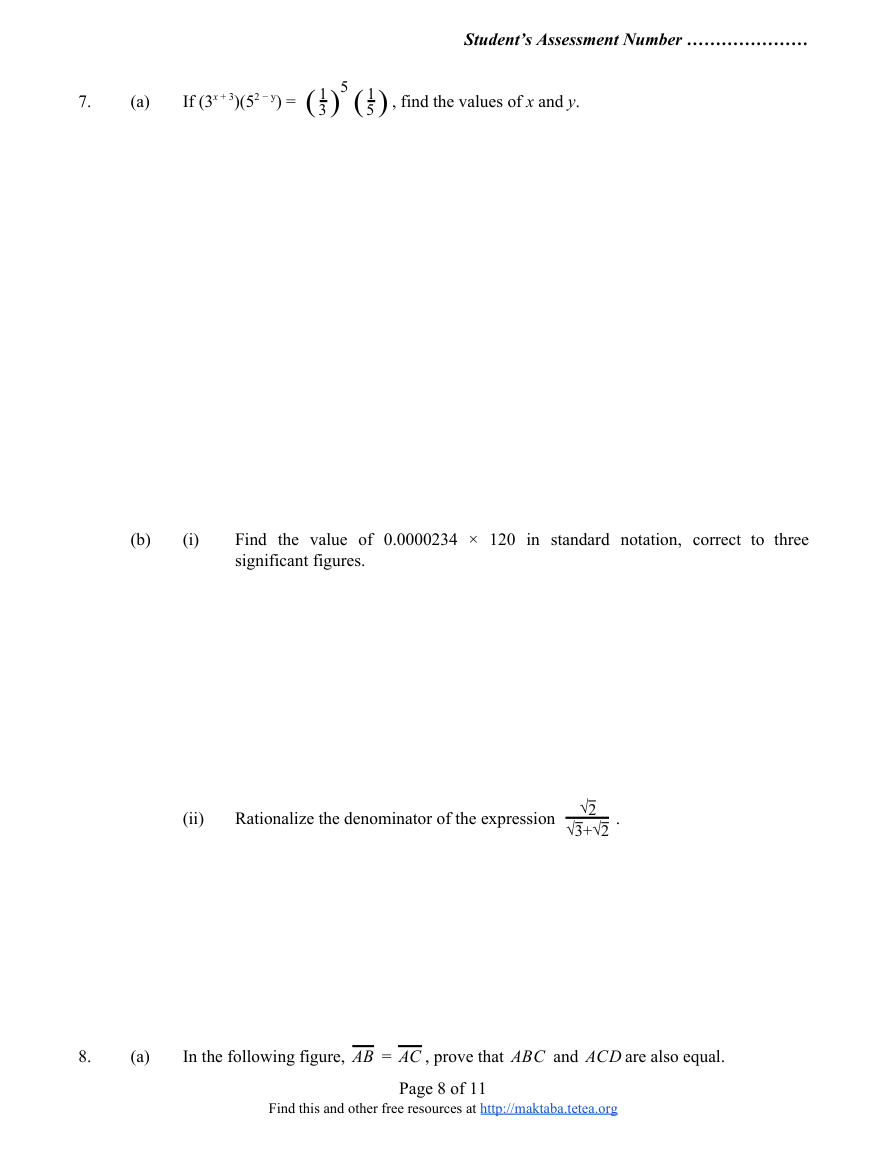 Student's Assessment Number .....................
7. (a) If (3^{x + 3})(5^{2 – y}) = (1/3)^5 (1/5) , find the values of x and y.
(b) (i) Find the value of 0.0000234 × 120 in standard notation, correct to three
significant figures.
(ii) Rationalize the denominator of the expression √2/(√3+√2) .
8. (a) In the following figure, \overline{AB} = \overline{AC} , prove that ABC and ACD are also equal.
Page 8 of 11
Find this and other free resources at http://maktaba.tetea.org